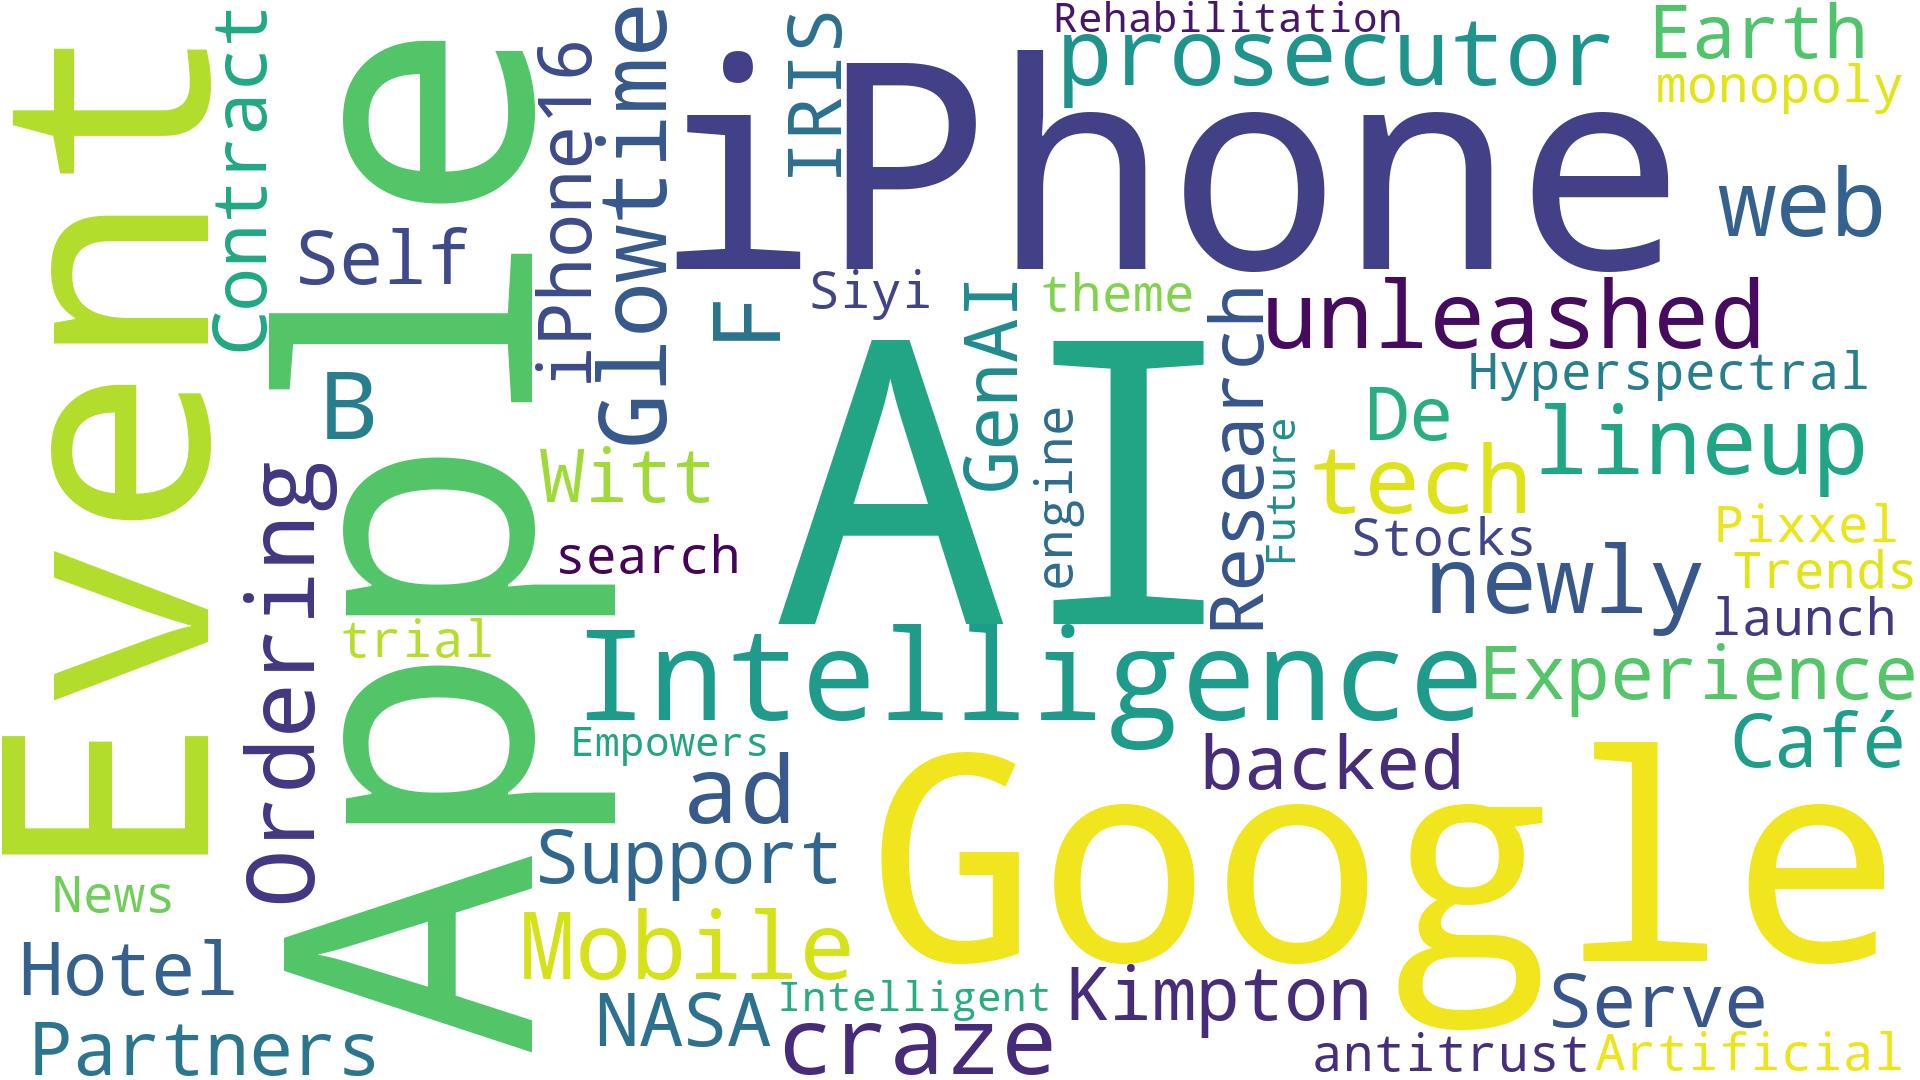 Event
Contract
Apple
iPhone16
Glowtime
IRIS
iPhone
Rehabilitation
prosecutor
Earth
monopoly
web
Self
B
F
Siyi
GenAI
theme
Research
unleashed
Hyperspectral
De
lineup
AI
engine
Future
tech
Ordering
Witt
search
Stocks
Pixxel
Trends
newly
launch
trial
Intelligence
Experience
Empowers
ad
backed
Café
Google
Support
News
Hotel
Mobile
Partners
NASA
Intelligent
craze
Kimpton
Serve
antitrust
Artificial